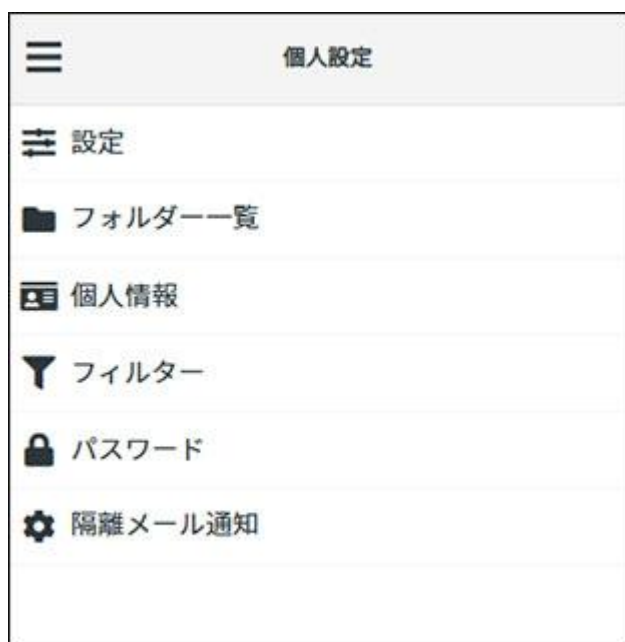 個人設定
設定
フォルダー一覧
個人情報
フィルター
パスワード
隔離メール通知